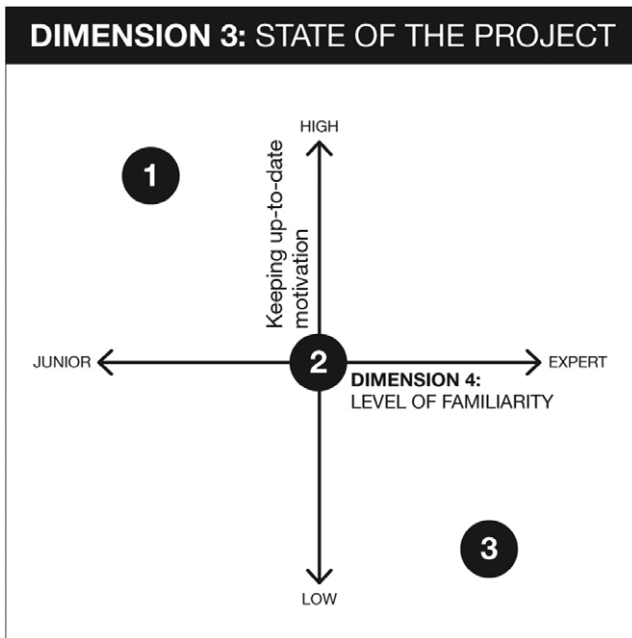 DIMENSION 3: STATE OF THE PROJECT
HIGH
1
Keeping up-to-date
motivation
JUNIOR
2
EXPERT
DIMENSION 4:
LEVEL OF FAMILIARITY
3
LOW